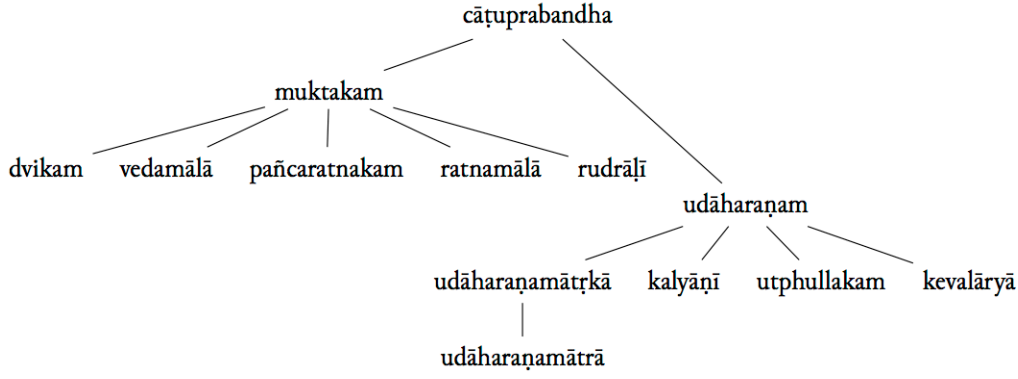 cāṭuprabandha
muktakam
dvikam vedamālā pañcaratnakam ratnamālā rudrāḷī
udāharaṇam
udāharaṇamātṛkā kalyāṇī utphullakam kevalāryā
udāharaṇamātrā